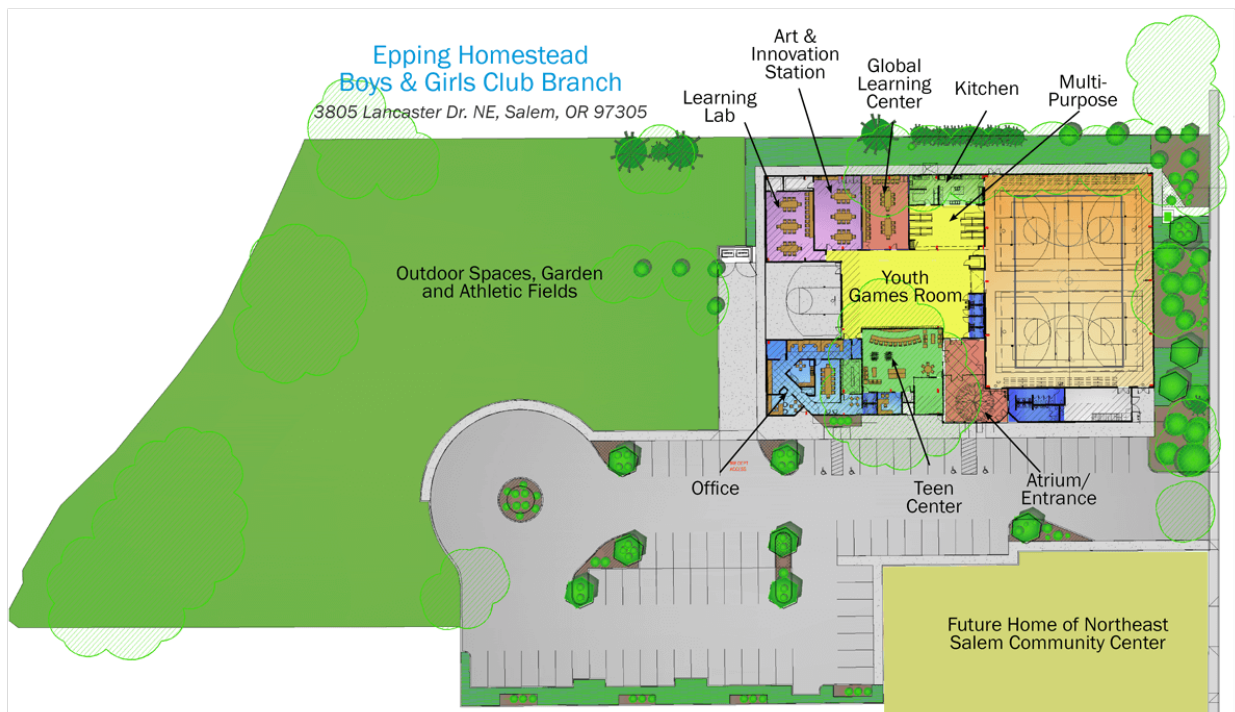 Epping Homestead
Boys & Girls Club Branch
3805 Lancaster Dr. NE, Salem, OR 97305
Learning
Lab
Art &
Innovation
Station
Global
Learning
Center
Kitchen
Multi-
Purpose
Outdoor Spaces, Garden
and Athletic Fields
Youth
Games Room
Office
Teen
Center
Atrium/
Entrance
Future Home of Northeast
Salem Community Center